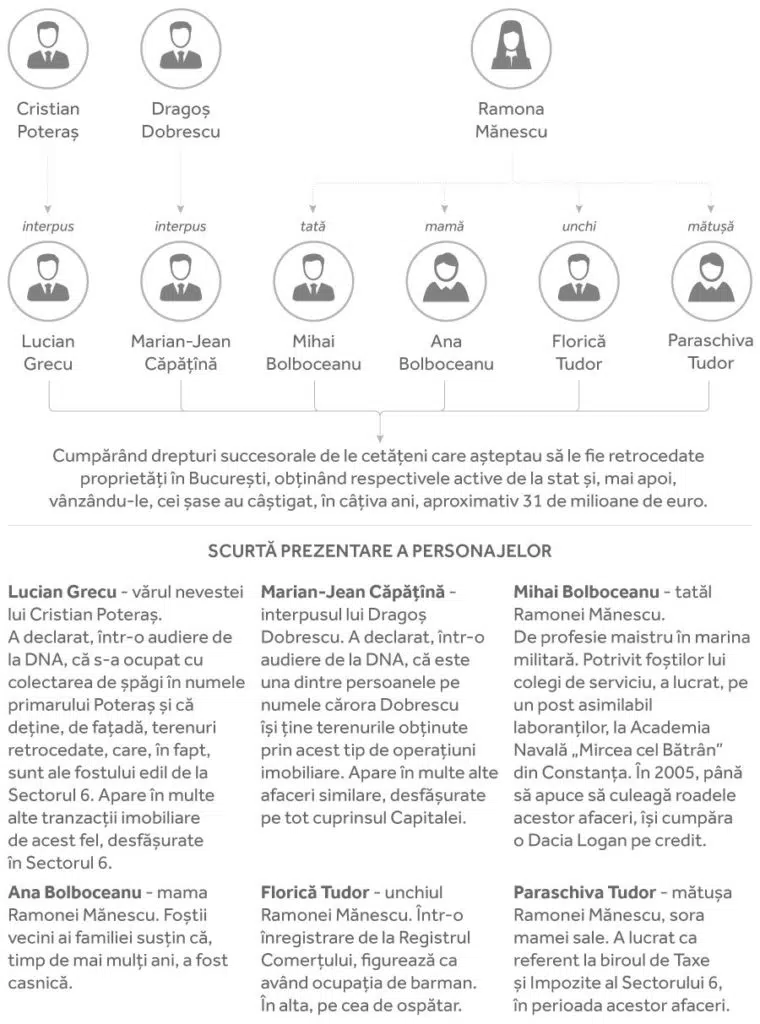 Cristian
Poteraș
Dragoș
Dobrescu
Ramona
Mănescu
interpus
interpus
tată
mamă
unchi
mătușă
Lucian
Grecu
Marian-Jean
Căpățînă
Mihai
Bolboceanu
Ana
Bolboceanu
Florică
Tudor
Paraschiva
Tudor
Cumpărând drepturi succesorale de le cetățeni care așteptau să le fie retrocedate
proprietăți în București, obținând respectivele active de la stat și, mai apoi,
vânzându-le, cei șase au câștigat, în câțiva ani, aproximativ 31 de milioane de euro.
SCURTĂ PREZENTARE A PERSONAJELOR
Lucian Grecu - vărul nevestei
lui Cristian Poteraș.
A declarat, într-o audiere de
la DNA, că s-a ocupat cu
colectarea de șpăgi în numele
primarului Poteraș și că
deține, de fațadă, terenuri
retrocedate, care, în fapt,
sunt ale fostului edil de la
Sectorul 6. Apare în multe
alte tranzacții imobiliare
de acest fel, desfășurate
în Sectorul 6.
Marian-Jean Căpățînă -
interpusul lui Dragoș
Dobrescu. A declarat, într-o
audiere de la DNA, că este
una dintre persoanele pe
numele cărora Dobrescu
își ține terenurile obținute
prin acest tip de operațiuni
imobiliare. Apare în multe alte
afaceri similare, desfășurate
pe tot cuprinsul Capitalei.
Mihai Bolboceanu - tatăl
Ramonei Mănescu.
De profesie maistru în marina
militară. Potrivit foștilor lui
colegi de serviciu, a lucrat, pe
un post asimilabil
laboranților, la Academia
Navală „Mircea cel Bătrân”
din Constanța. În 2005, până
să apuce să culeagă roadele
acestor afaceri, își cumpăra
o Dacia Logan pe credit.
Ana Bolboceanu - mama
Ramonei Mănescu. Foștii
vecini ai familiei susțin că,
timp de mai mulți ani, a fost
casnică.
Florică Tudor - unchiul
Ramonei Mănescu. Într-o
înregistrare de la Registrul
Comerțului, figurează ca
având ocupația de barman.
În alta, pe cea de ospătar.
Paraschiva Tudor - mătușa
Ramonei Mănescu, sora
mamei sale. A lucrat ca
referent la biroul de Taxe
și Impozite al Sectorului 6,
în perioada acestor afaceri.